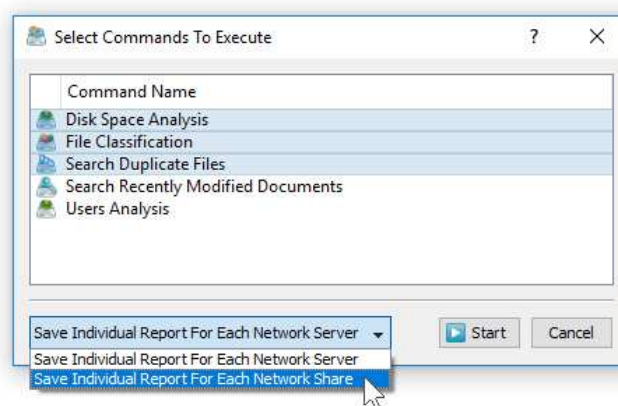 Select Commands To Execute
?
Command Name
Disk Space Analysis
File Classification
Search Duplicate Files
Search Recently Modified Documents
Users Analysis
Save Individual Report For Each Network Server
Start
Cancel
Save Individual Report For Each Network Server
Save Individual Report For Each Network Share